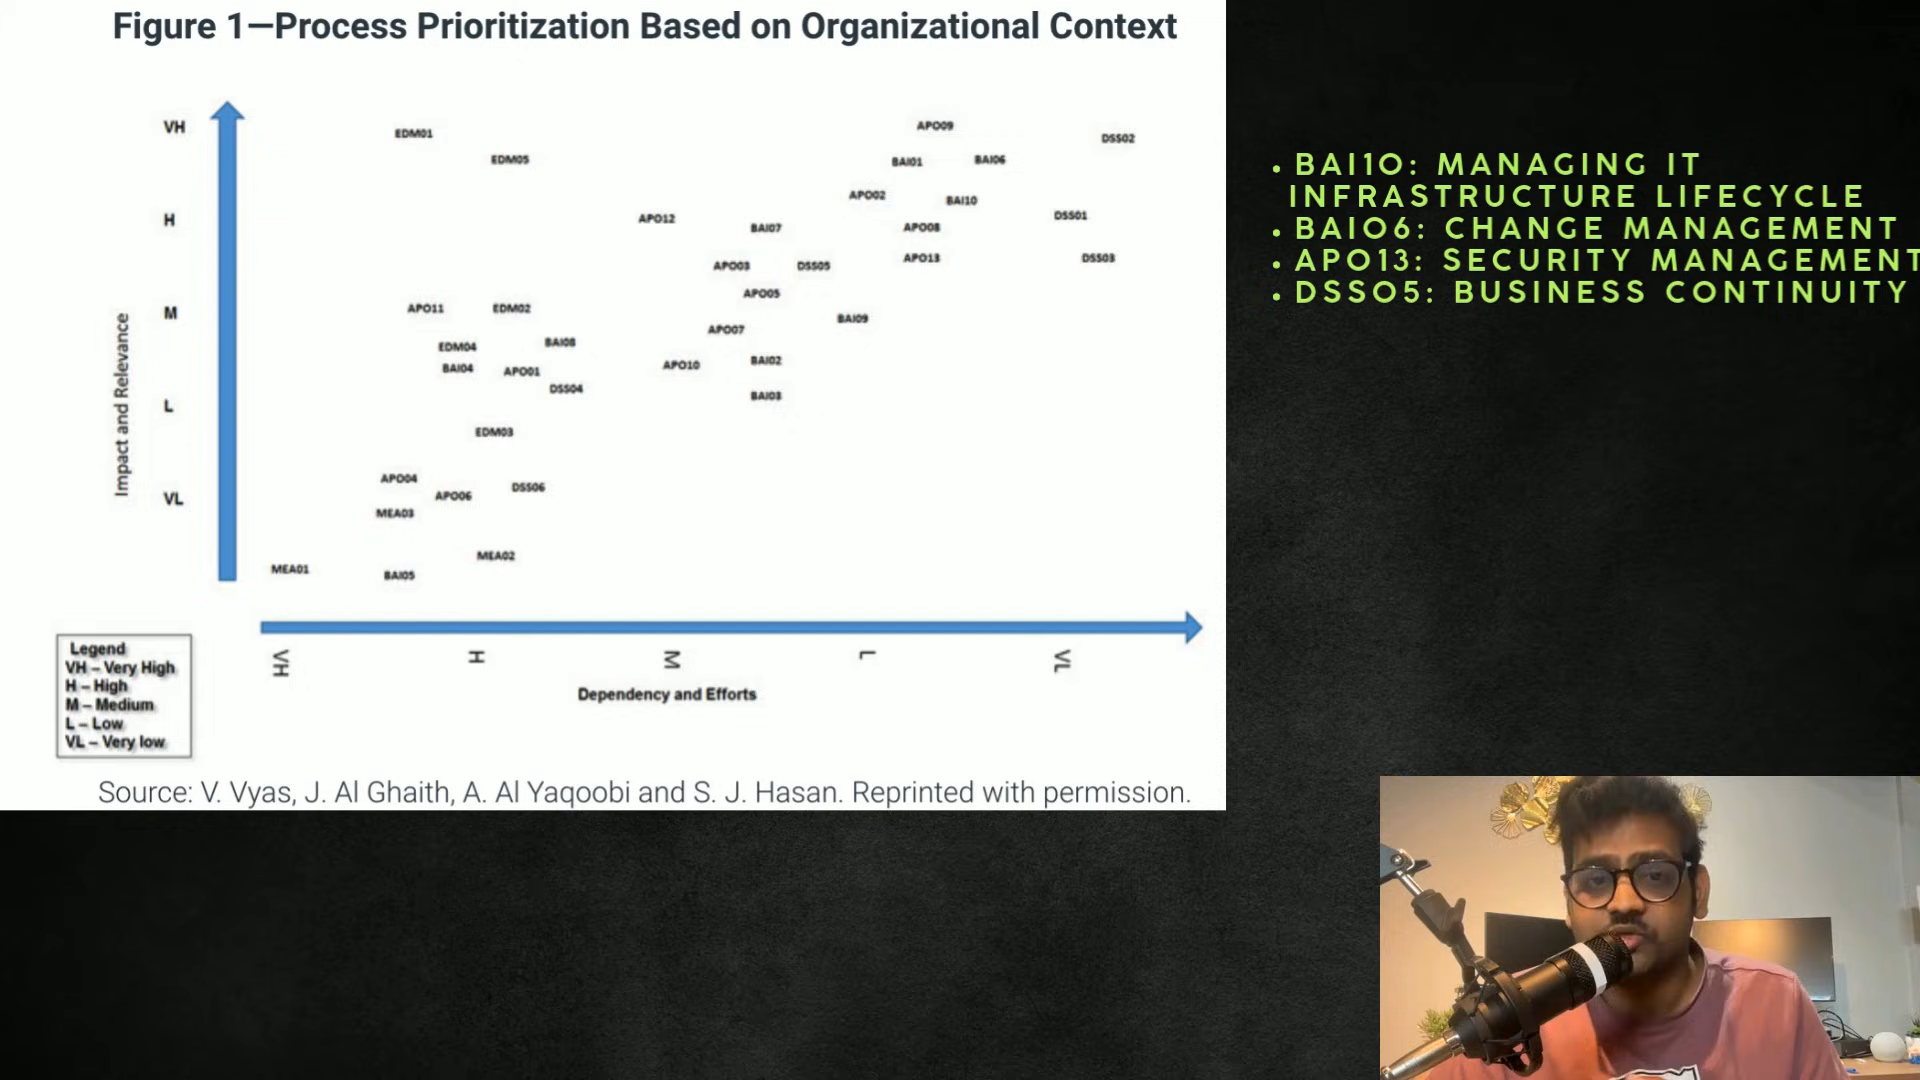 Figure 1—Process Prioritization Based on Organizational Context
VH
EDM01
APO09
DSS02
EDM05
BAI01
BAI06
APO02
BAI10
H
APO12
DSS01
BAI07
APO08
APO03
DSS05
APO13
DSS03
APO05
M
APO11
EDM02
BAI09
APO07
EDM04
BAI08
BAI04
APO01
APO10
BAI02
DSS04
BAI03
L
EDM03
Impact and Relevance
APO04
DSS06
APO06
VL
MEA03
MEA02
MEA01
BAI05
VH
H
M
L
VL
Dependency and Efforts
Legend
VH – Very High
H – High
M – Medium
L – Low
VL – Very low
Source: V. Vyas, J. Al Ghaith, A. Al Yaqoobi and S. J. Hasan. Reprinted with permission.
• BAI10: MANAGING IT
INFRASTRUCTURE LIFECYCLE
• BAI06: CHANGE MANAGEMENT
• APO13: SECURITY MANAGEMENT
• DSS05: BUSINESS CONTINUITY